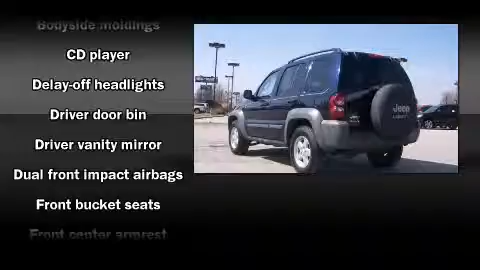 Bodyside moldings
CD player
Delay-off headlights
Driver door bin
Driver vanity mirror
Dual front impact airbags
Front bucket seats
Front center armrest
Jeep